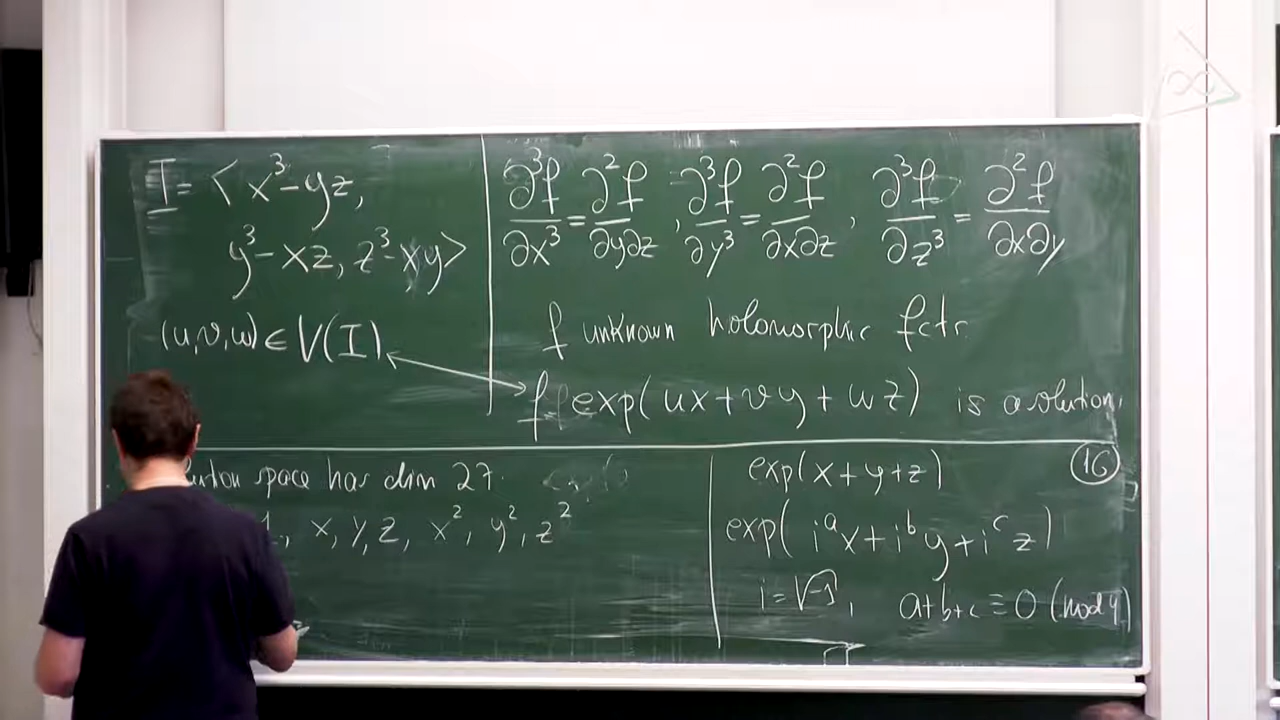 I = ⟨ x³-yz,
y³-xz, z³-xy⟩
(u,v,w) ∈ V(I)
∂³f/∂x³ = ∂²f/∂y∂z , ∂³f/∂y³ = ∂²f/∂x∂z , ∂³f/∂z³ = ∂²f/∂x∂y
f unknown holomorphic fctn
f exp( ux+vy+wz) is a solution.
space has dim 27.
1, x, y, z, x², y², z²
exp(x+y+z) 16
exp( iᵃx+iᵇy+iᶜz)
i=√-1, a+b+c ≡ 0 (mod 4)